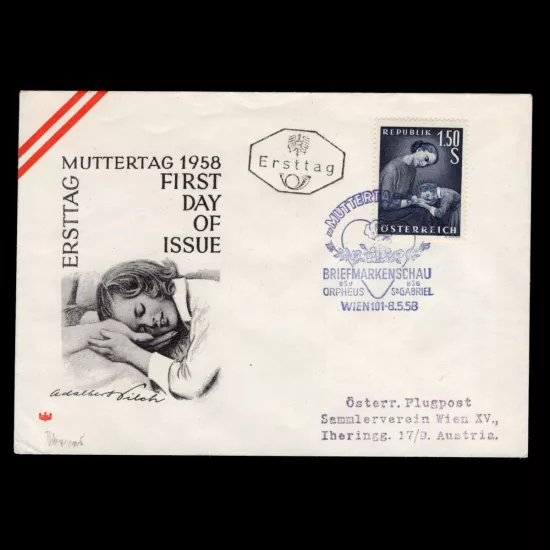 MUTTERTAG 1958
FIRST
DAY
OF
ISSUE
ERSTTAG
Adalbert Pilch
Ersttag
REPUBLIK
1.50
S
ÖSTERREICH
"MUTTERTAG
BRIEFMARKENSCHAU
ORPHEUS St GABRIEL
WIEN 101-8.5.58
Österr. Flugpost
Sammlerverein Wien XV.,
Iheringg. 17/9. Austria.